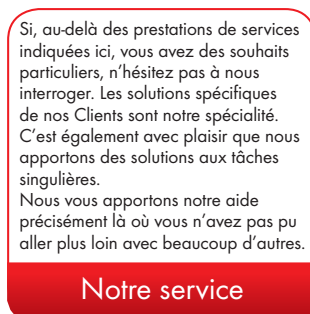 Si, au-delà des prestations de services
indiquées ici, vous avez des souhaits
particuliers, n’hésitez pas à nous
interroger. Les solutions spécifiques
de nos Clients sont notre spécialité.
C’est également avec plaisir que nous
apportons des solutions aux tâches
singulières.
Nous vous apportons notre aide
précisément là où vous n’avez pas pu
aller plus loin avec beaucoup d’autres.
Notre service